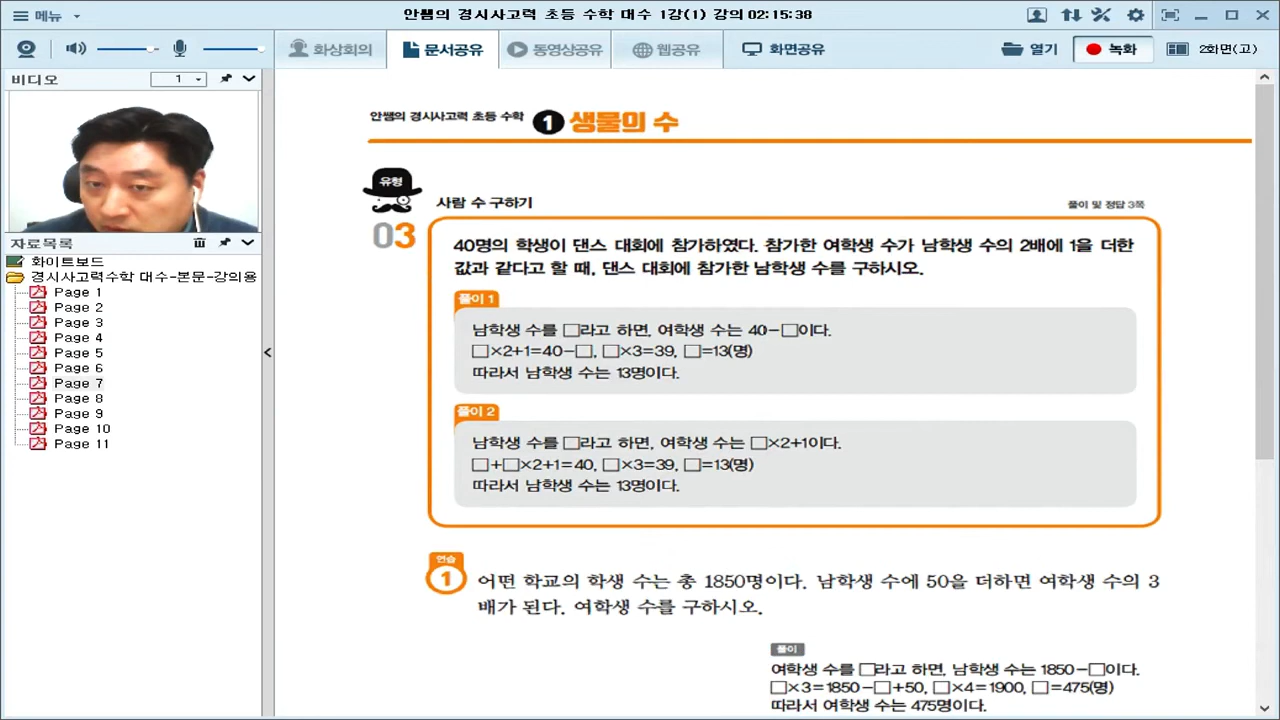 메뉴
안쌤의 경시사고력 초등 수학 대수 1강(1) 강의 02:15:38
화상회의
문서공유
동영상공유
웹공유
화면공유
열기
녹화
2화면(고)
비디오
1
자료목록
화이트보드
경시사고력수학 대수-본문-강의용
Page 1
Page 2
Page 3
Page 4
Page 5
Page 6
Page 7
Page 8
Page 9
Page 10
Page 11
안쌤의 경시사고력 초등 수학 1 생물의 수
유형
03
사람 수 구하기
풀이 및 정답 3쪽
40명의 학생이 댄스 대회에 참가하였다. 참가한 여학생 수가 남학생 수의 2배에 1을 더한
값과 같다고 할 때, 댄스 대회에 참가한 남학생 수를 구하시오.
풀이 1
남학생 수를 □라고 하면, 여학생 수는 40-□이다.
□×2+1=40-□, □×3=39, □=13(명)
따라서 남학생 수는 13명이다.
풀이 2
남학생 수를 □라고 하면, 여학생 수는 □×2+1이다.
□+□×2+1=40, □×3=39, □=13(명)
따라서 남학생 수는 13명이다.
연습
1
어떤 학교의 학생 수는 총 1850명이다. 남학생 수에 50을 더하면 여학생 수의 3
배가 된다. 여학생 수를 구하시오.
풀이
여학생 수를 □라고 하면, 남학생 수는 1850-□이다.
□×3=1850-□+50, □×4=1900, □=475(명)
따라서 여학생 수는 475명이다.